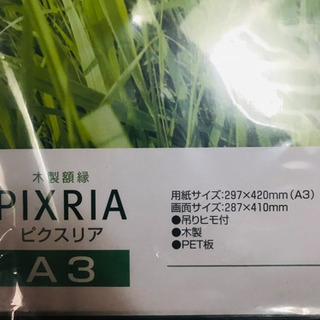 木製額縁
PIXRIA
ピクスリア
A3
用紙サイズ:297×420mm(A3)
画面サイズ:287×410mm
●吊りヒモ付
●木製
●PET板